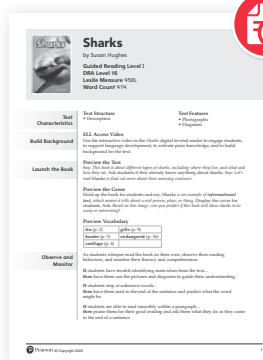 Sharks
Sharks
by Susan Hughes
Guided Reading Level I
DRA Level 16
Lexile Measure 450L
Word Count 414
Text Characteristics
Text Structure
• Description
Text Features
• Photographs
• Diagrams
Build Background
ELL Access Video
Use the interactive video in the title's digital leveled reader to engage students,
to support language development, to activate prior knowledge, and to build
background for the text.
Launch the Book
Preview the Text
Say: This book is about different types of sharks, including where they live, and what and
how they eat. Ask students if they already know anything about sharks. Say: Let's
read Sharks to find out more about these amazing creatures.
Preview the Genre
Hold up the book for students and say: Sharks is an example of informational
text, which means it tells about a real person, place, or thing. Display the cover for
students. Ask: Based on this image, can you predict if this book will show sharks to be
scary or interesting?
Preview Vocabulary
fin (p. 2)
gills (p. 9)
hunter (p. 5)
endangered (p. 16)
cartilage (p. 6)
Observe and
Monitor
As students whisper-read the book on their own, observe their reading
behaviors, and monitor their fluency and comprehension.
If students have trouble identifying main ideas from the text...
then have them use the pictures and diagrams to guide their understanding.
If students stop at unknown words...
then have them read to the end of the sentence and predict what the word
might be.
If students are able to read smoothly within a paragraph...
then praise them for their good reading and ask them what they do as they come
to the end of a sentence.
Pearson © Copyright 2020
1